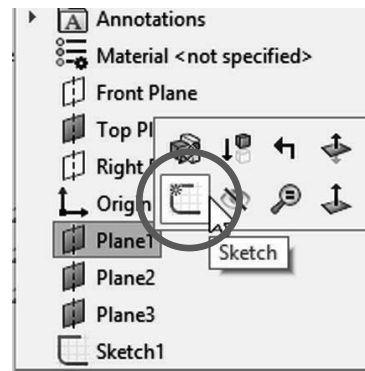 Annotations
Material <not specified>
Front Plane
Top Pl
Right
Origin
Plane1
Sketch
Plane2
Plane3
Sketch1